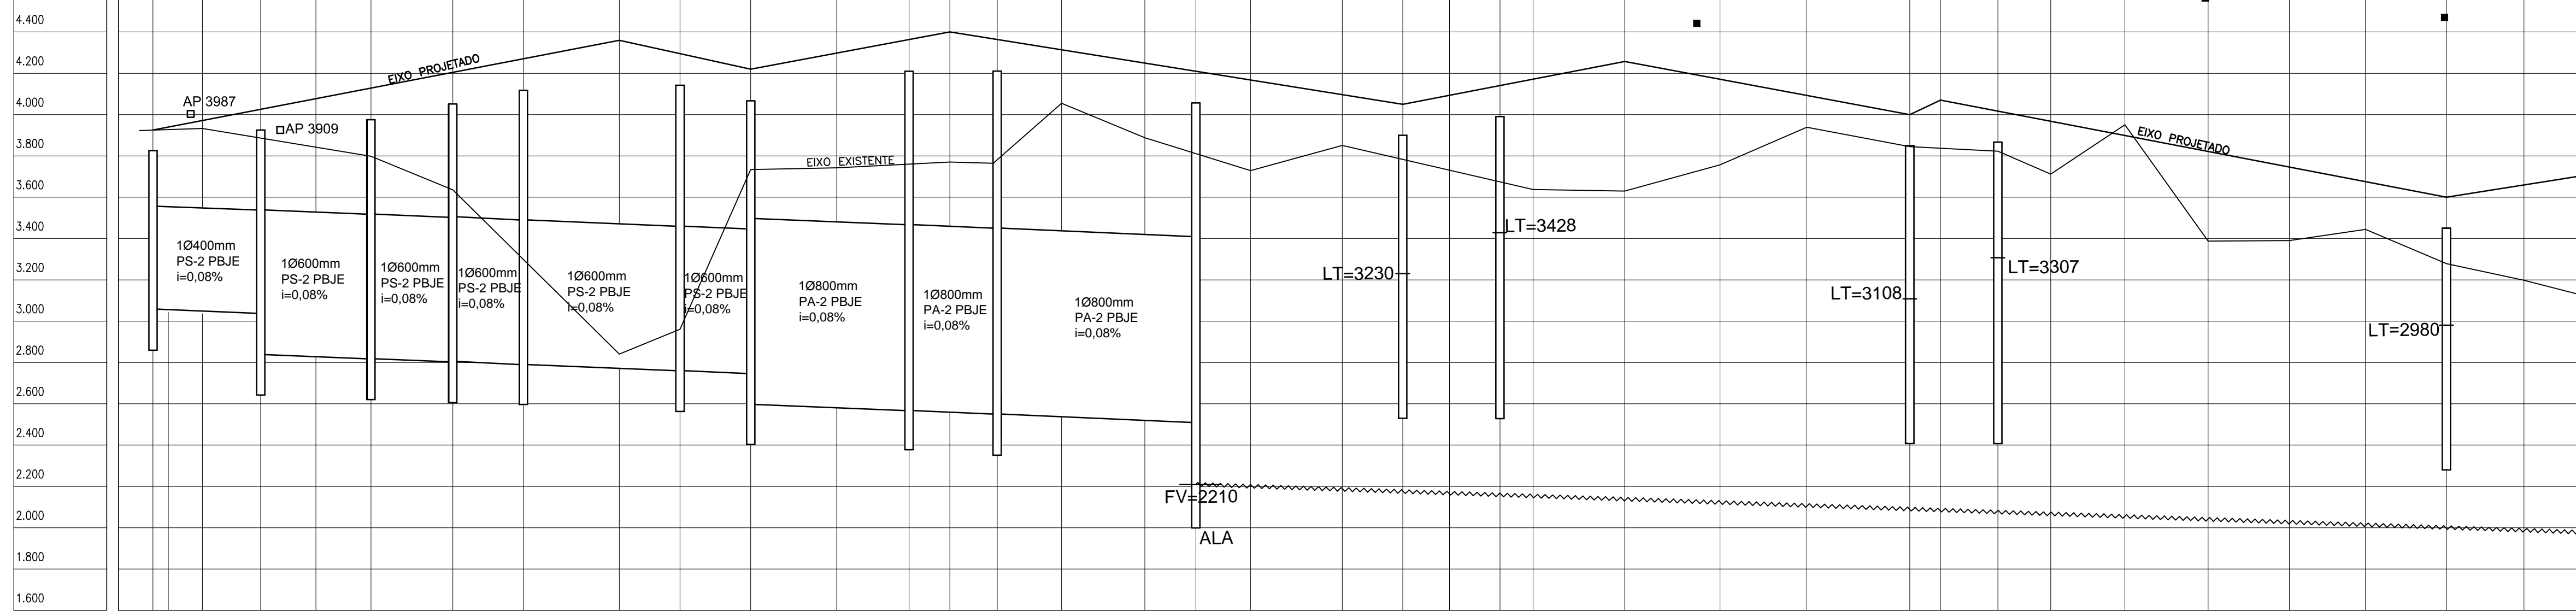 4.400
4.200
4.000
3.800
3.600
3.400
3.200
3.000
2.800
2.600
2.400
2.200
2.000
1.800
1.600
EIXO PROJETADO
AP 3987
AP 3909
EIXO EXISTENTE
EIXO PROJETADO
1Ø400mm
PS-2 PBJE
i=0,08%
1Ø600mm
PS-2 PBJE
i=0,08%
1Ø600mm
PS-2 PBJE
i=0,08%
1Ø600mm
PS-2 PBJE
i=0,08%
1Ø600mm
PS-2 PBJE
i=0,08%
1Ø600mm
PS-2 PBJE
i=0,08%
1Ø800mm
PA-2 PBJE
i=0,08%
1Ø800mm
PA-2 PBJE
i=0,08%
1Ø800mm
PA-2 PBJE
i=0,08%
LT=3230
LT=3428
LT=3108
LT=3307
LT=2980
FV=2210
ALA